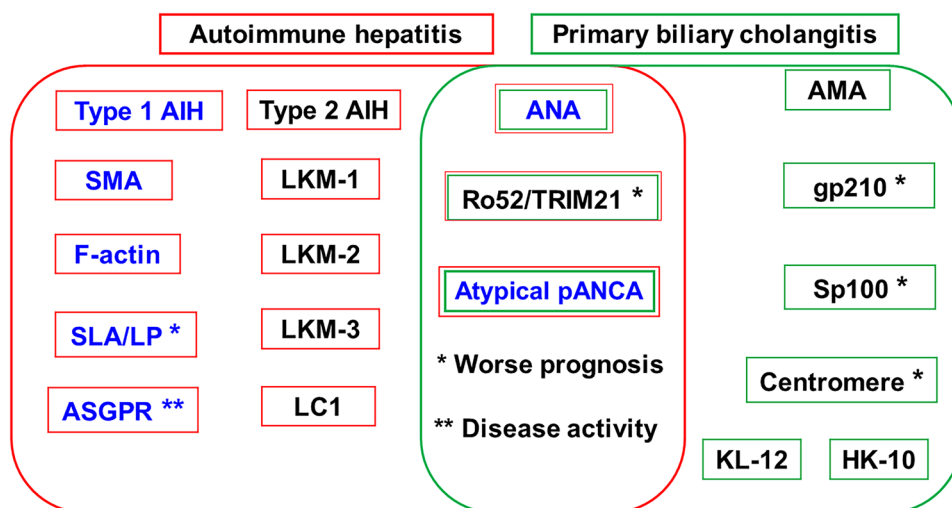 Autoimmune hepatitis
Primary biliary cholangitis
Type 1 AIH
SMA
F-actin
SLA/LP *
ASGPR **
Type 2 AIH
LKM-1
LKM-2
LKM-3
LC1
ANA
Ro52/TRIM21 *
Atypical pANCA
* Worse prognosis
** Disease activity
AMA
gp210 *
Sp100 *
Centromere *
KL-12
HK-10